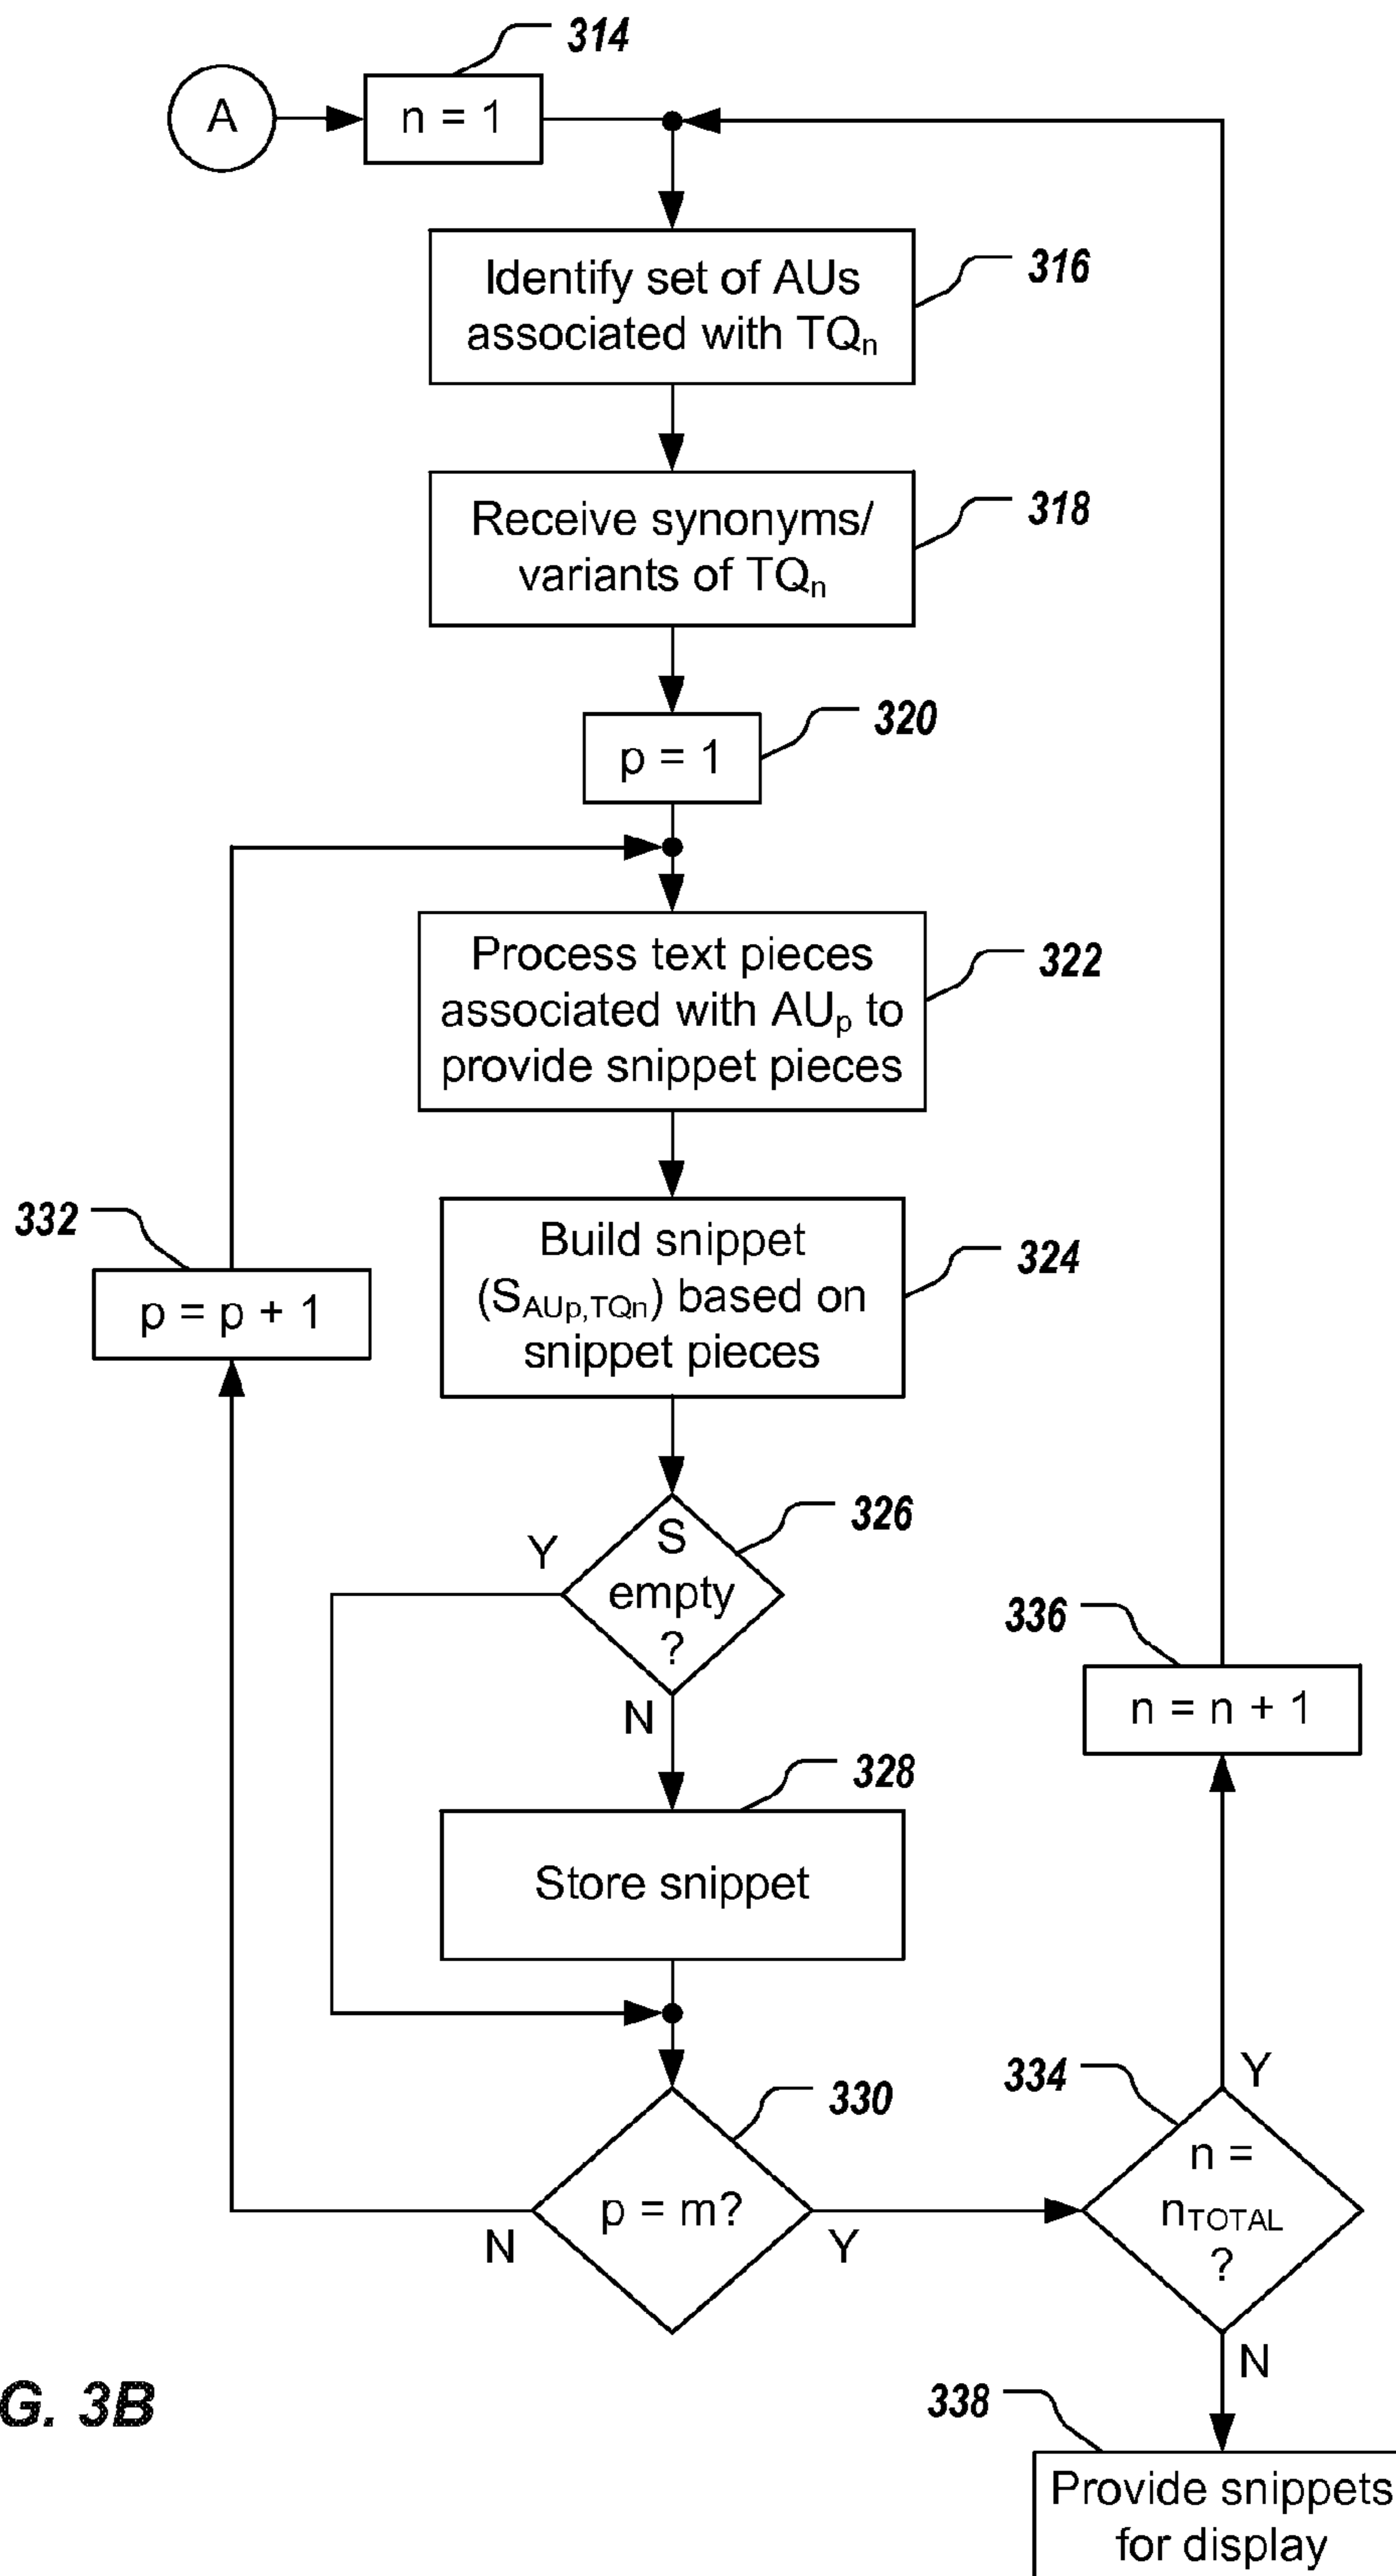 314
A
n = 1
Identify set of AUs
associated with TQn
316
Receive synonyms/
variants of TQn
318
p = 1
320
Process text pieces
associated with AUp to
provide snippet pieces
322
332
p = p + 1
Build snippet
(SAUp,TQn) based on
snippet pieces
324
326
Y
S
empty
?
N
336
n = n + 1
328
Store snippet
330
p = m?
N
Y
334
Y
n =
nTOTAL
?
N
338
Provide snippets
for display
G. 3B